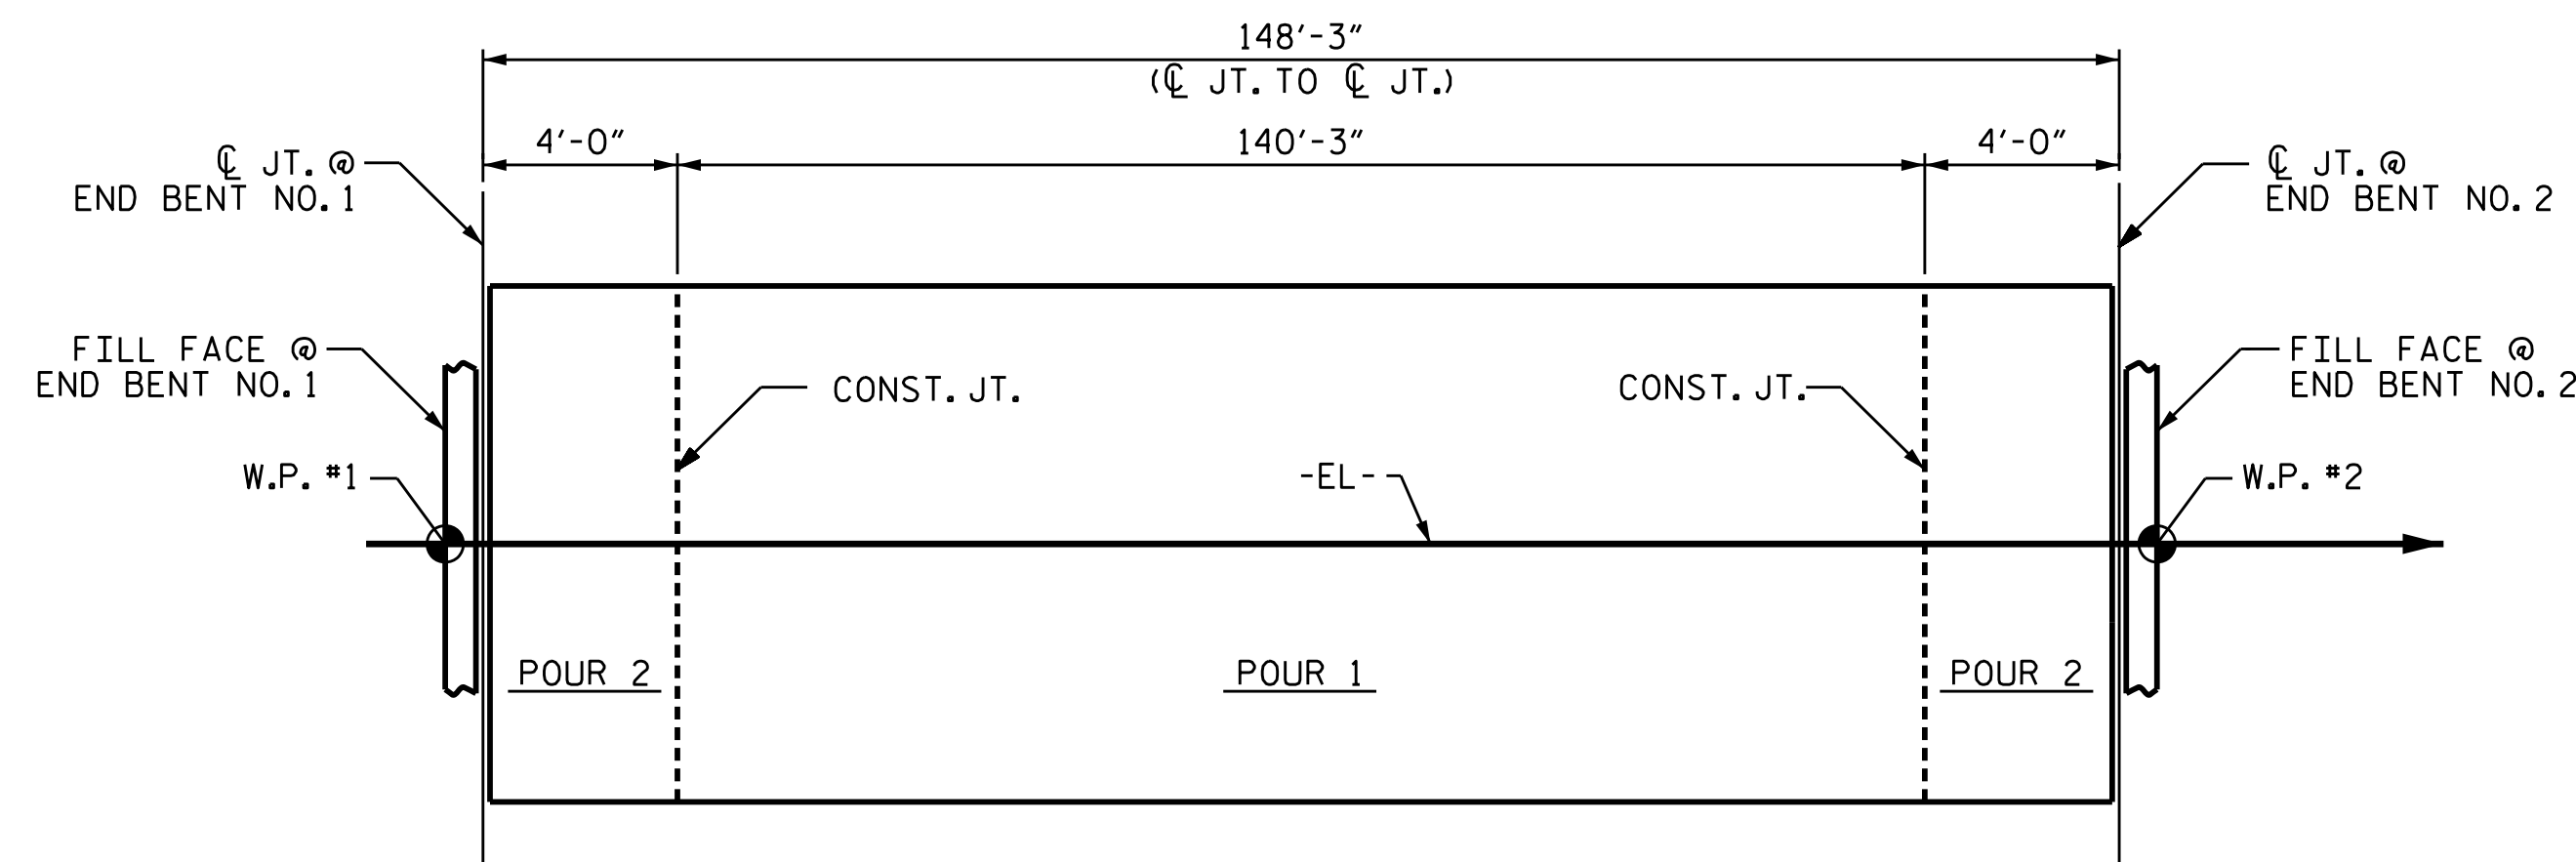 148'-3"
(℄ JT. TO ℄ JT.)
4'-0" 140'-3" 4'-0"
℄ JT. @
END BENT NO. 1
℄ JT. @
END BENT NO. 2
FILL FACE @
END BENT NO. 1
CONST. JT.
CONST. JT.
FILL FACE @
END BENT NO. 2
W.P. #1
-EL-
W.P. #2
POUR 2
POUR 1
POUR 2